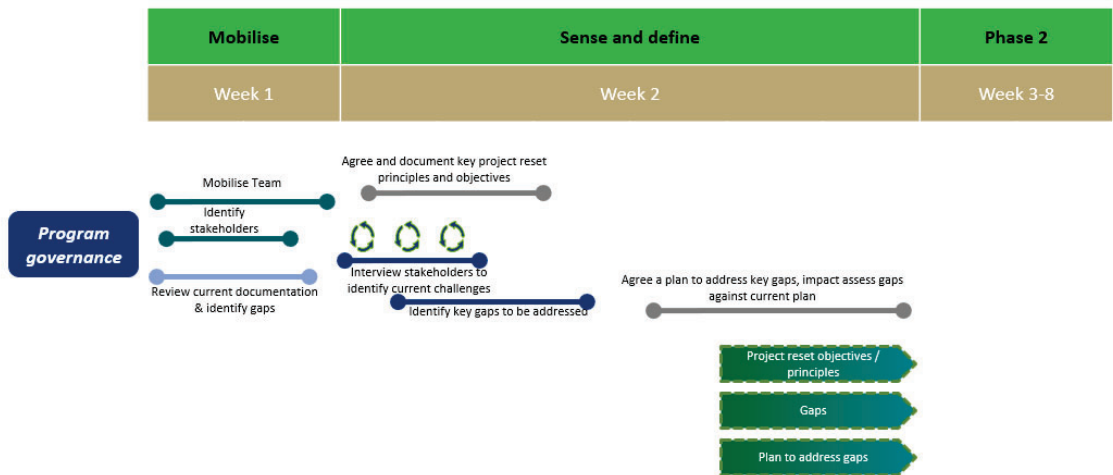 Mobilise
Sense and define
Phase 2
Week 1
Week 2
Week 3-8
Program
governance
Mobilise Team
Identify
stakeholders
Review current documentation
& identify gaps
Agree and document key project reset
principles and objectives
Interview stakeholders to
identify current challenges
Identify key gaps to be addressed
Agree a plan to address key gaps, impact assess gaps
against current plan
Project reset objectives /
principles
Gaps
Plan to address gaps